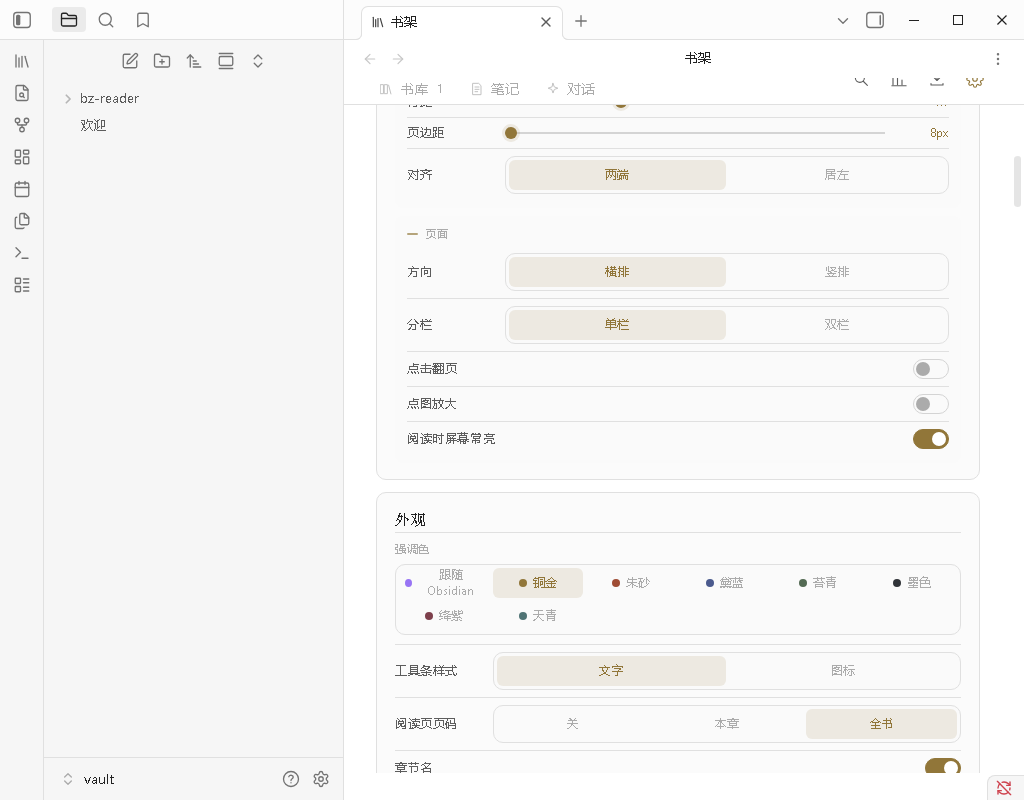 书架
书架
bz-reader
欢迎
书库 1 笔记 对话
页边距 8px
对齐 两端 居左
页面
方向 横排 竖排
分栏 单栏 双栏
点击翻页
点图放大
阅读时屏幕常亮
外观
强调色
跟随
Obsidian
铜金 朱砂 黛蓝 苔青 墨色
绛紫 天青
工具条样式 文字 图标
阅读页页码 关 本章 全书
章节名
vault